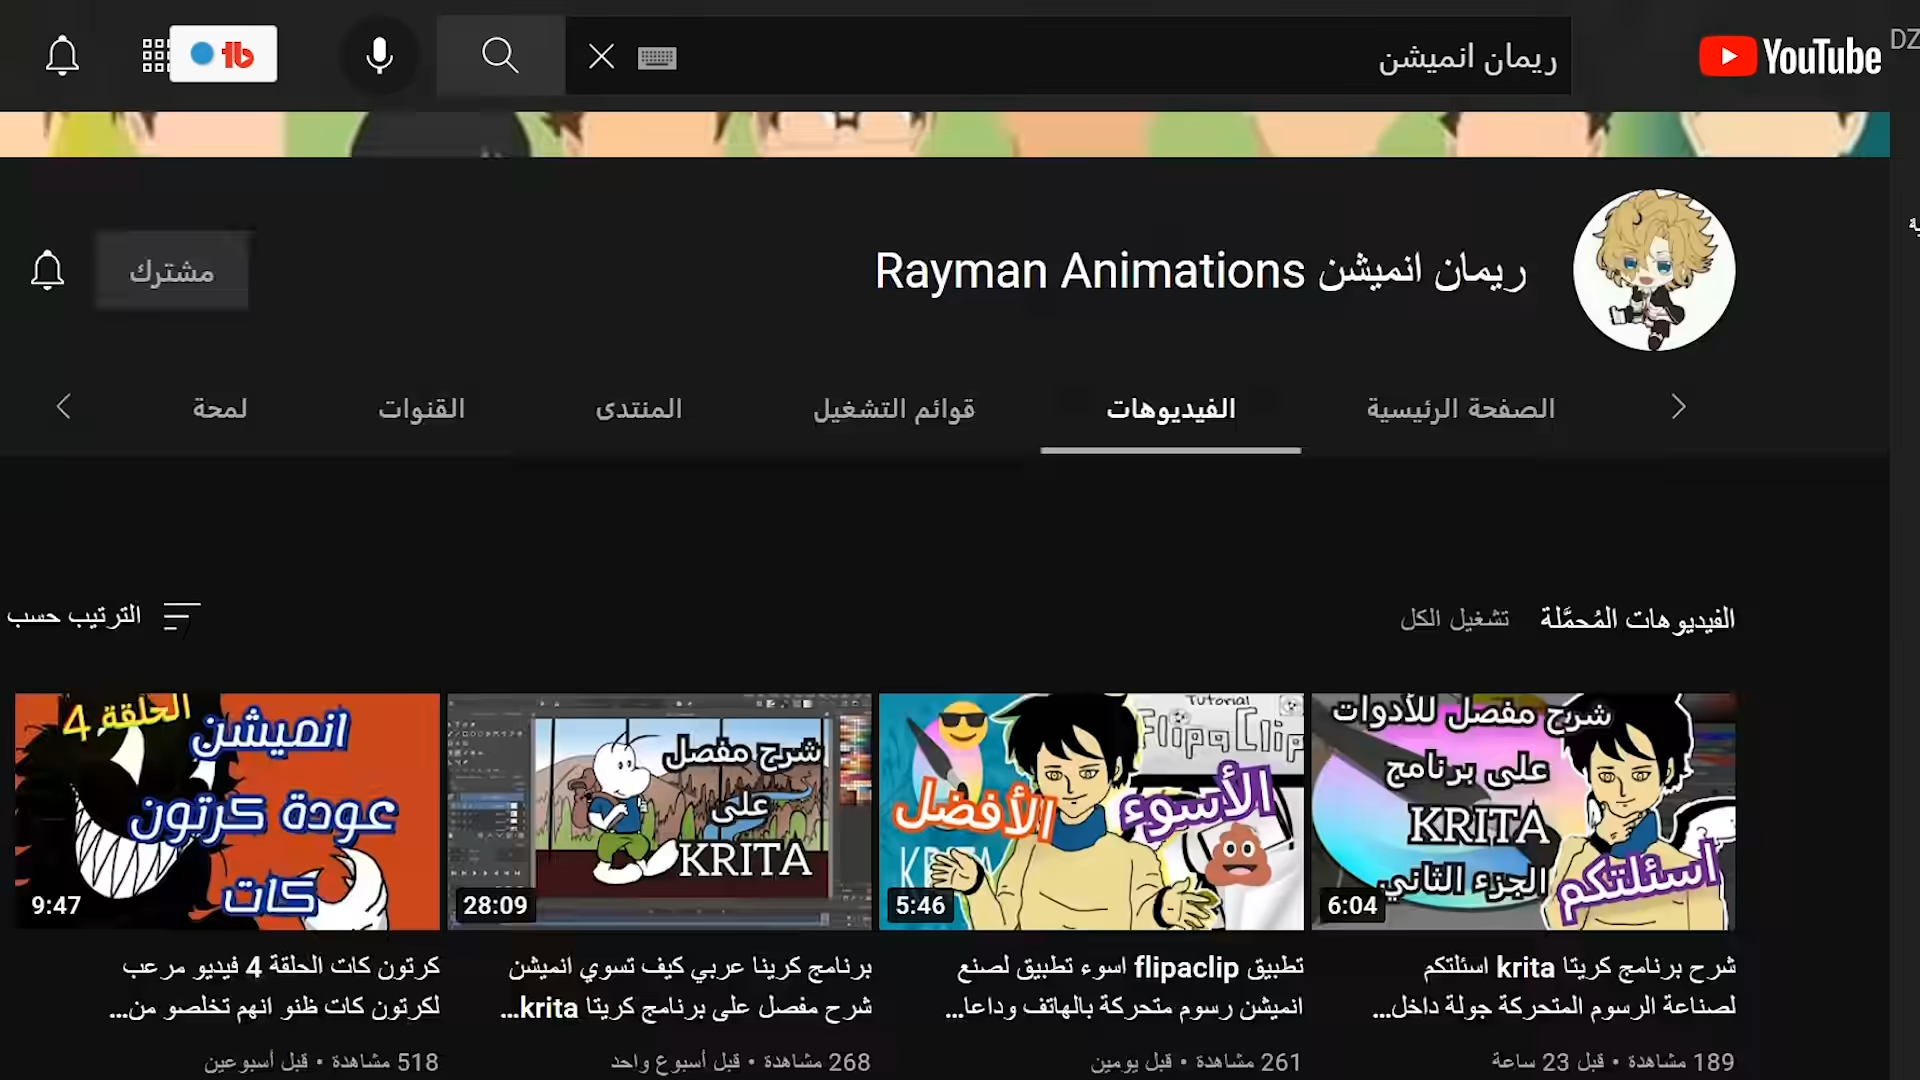 YouTube DZ
ريمان انميشن
ريمان انميشن Rayman Animations
مشترك
الصفحة الرئيسية
الفيديوهات
قوائم التشغيل
المنتدى
القنوات
لمحة
الفيديوهات المُحمَّلة
تشغيل الكل
الترتيب حسب
شرح مفصل للأدوات
على برنامج
KRITA
الجزء الثاني
اسئلتكم
6:04
شرح برنامج كريتا krita اسئلتكم
لصناعة الرسوم المتحركة جولة داخل...
189 مشاهدة • قبل 23 ساعة
Tutorial
FlipaClip
الأسوء
الأفضل
KRITA
5:46
تطبيق flipaclip اسوء تطبيق لصنع
انميشن رسوم متحركة بالهاتف وداعا...
261 مشاهدة • قبل يومين
شرح مفصل
على
KRITA
28:09
برنامج كرينا عربي كيف تسوي انميشن
شرح مفصل على برنامج كريتا krita...
268 مشاهدة • قبل أسبوع واحد
الحلقة 4
انميشن
عودة كرتون
كات
9:47
كرتون كات الحلقة 4 فيديو مرعب
لكرتون كات ظنو انهم تخلصو من...
518 مشاهدة • قبل أسبوعين